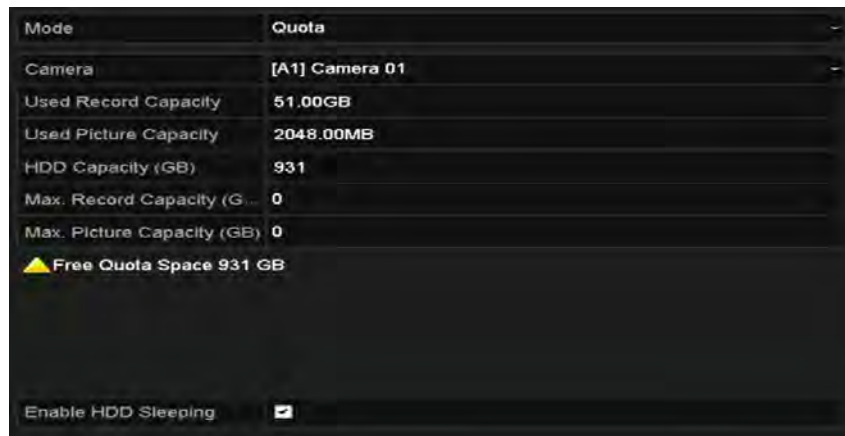 Mode Quota
Camera [A1] Camera 01
Used Record Capacity 51.00GB
Used Picture Capacity 2048.00MB
HDD Capacity (GB) 931
Max. Record Capacity (G... 0
Max. Picture Capacity (GB) 0
Free Quota Space 931 GB
Enable HDD Sleeping